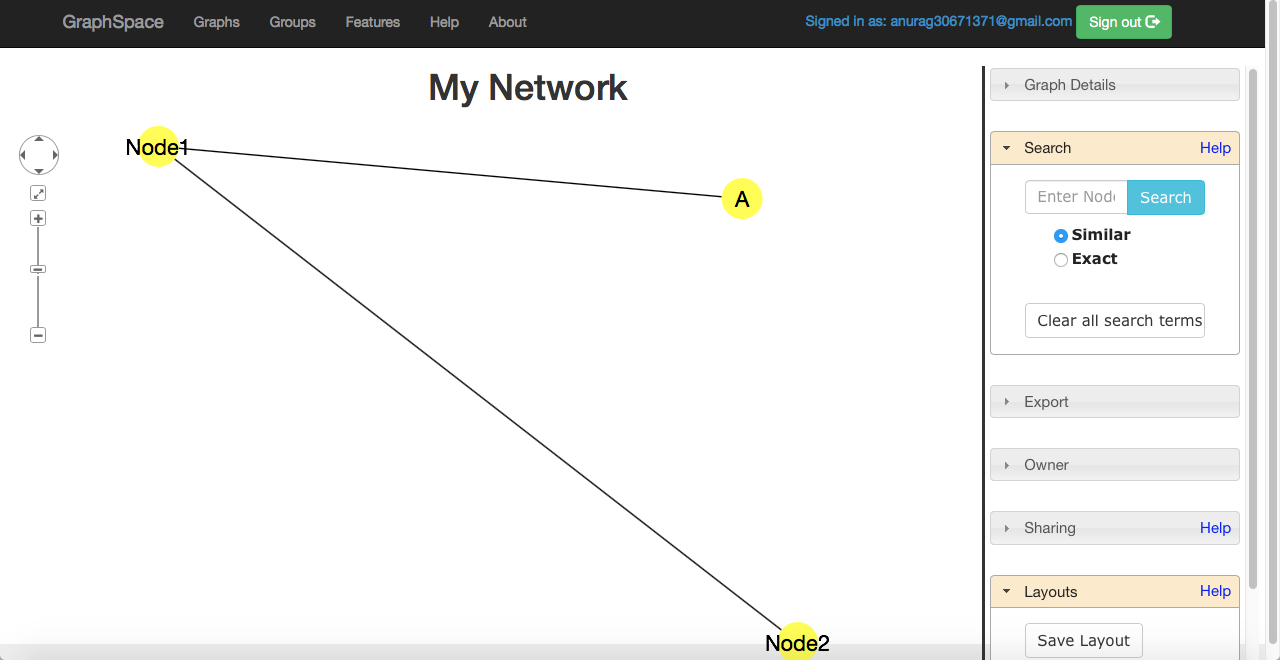 GraphSpace Graphs Groups Features Help About Signed in as: anurag30671371@gmail.com Sign out
My Network
Node1
A
Node2
Graph Details
Search Help
Enter Node Search
Similar
Exact
Clear all search terms
Export
Owner
Sharing Help
Layouts Help
Save Layout